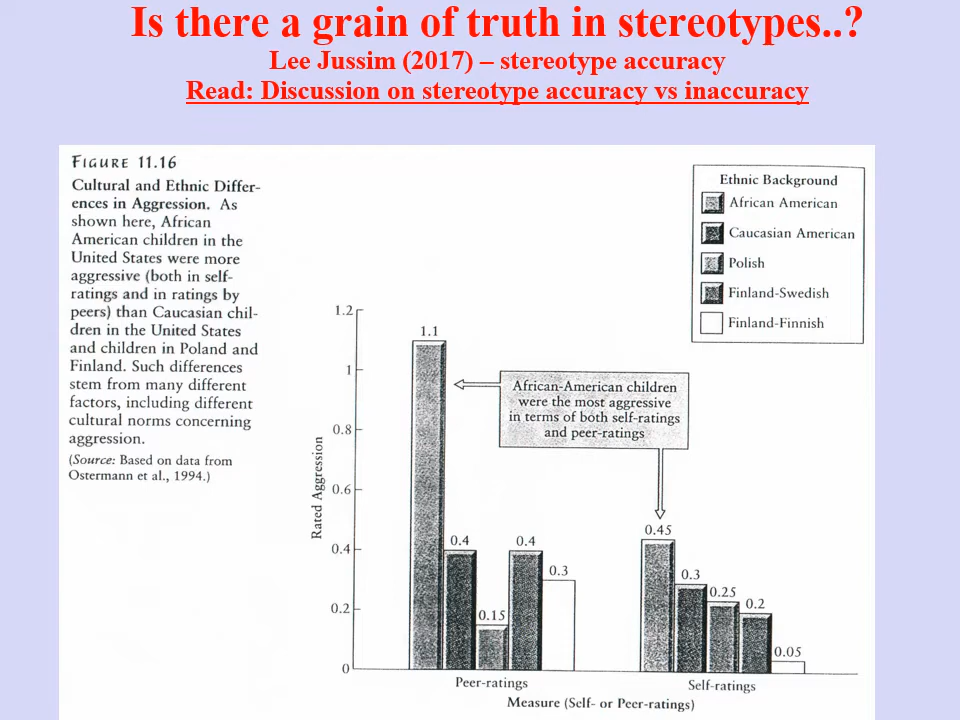 Is there a grain of truth in stereotypes..?
Lee Jussim (2017) – stereotype accuracy
Read: Discussion on stereotype accuracy vs inaccuracy
FIGURE 11.16
Cultural and Ethnic Differ-
ences in Aggression. As
shown here, African
American children in the
United States were more
aggressive (both in self-
ratings and in ratings by
peers) than Caucasian chil-
dren in the United States
and children in Poland and
Finland. Such differences
stem from many different
factors, including different
cultural norms concerning
aggression.
(Source: Based on data from
Ostermann et al., 1994.)
Ethnic Background
African American
Caucasian American
Polish
Finland-Swedish
Finland-Finnish
Rated Aggression
1.2
1
0.8
0.6
0.4
0.2
0
African-American children
were the most aggressive
in terms of both self-ratings
and peer-ratings
1.1
0.4
0.15
0.4
0.3
0.45
0.3
0.25
0.2
0.05
Peer-ratings
Self-ratings
Measure (Self- or Peer-ratings)